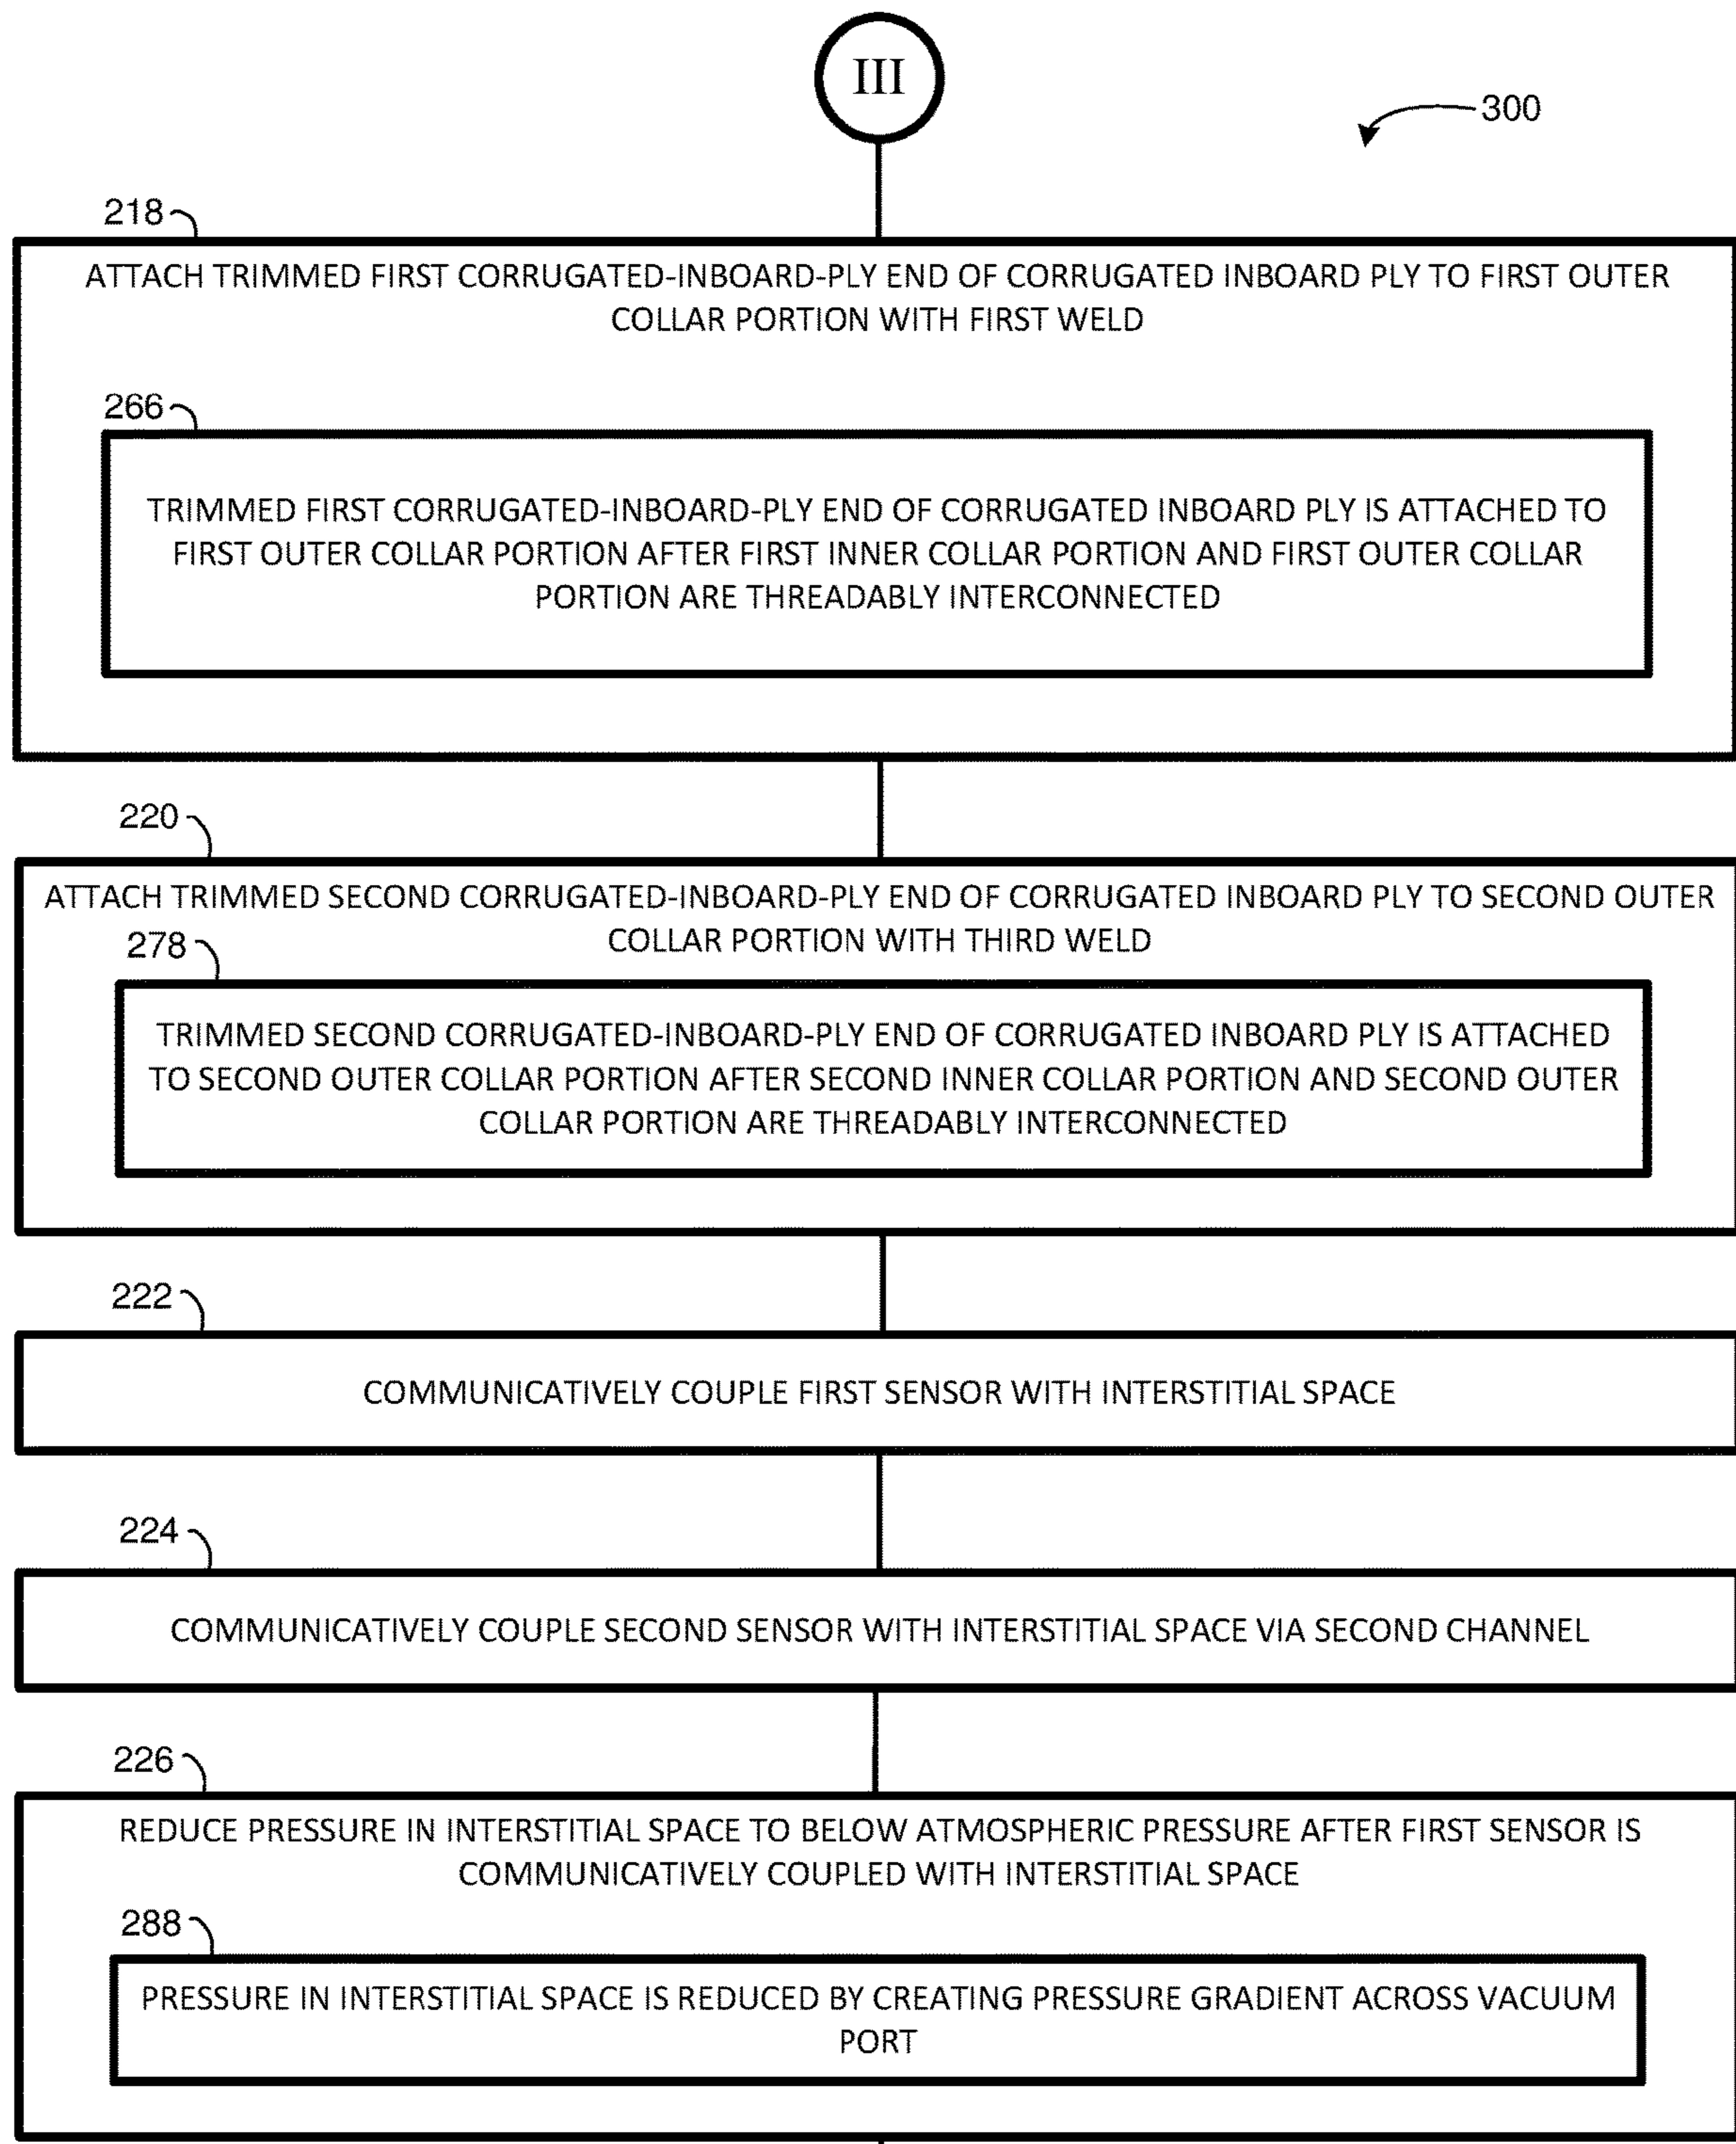 III
300
218
ATTACH TRIMMED FIRST CORRUGATED-INBOARD-PLY END OF CORRUGATED INBOARD PLY TO FIRST OUTER
COLLAR PORTION WITH FIRST WELD
266
TRIMMED FIRST CORRUGATED-INBOARD-PLY END OF CORRUGATED INBOARD PLY IS ATTACHED TO
FIRST OUTER COLLAR PORTION AFTER FIRST INNER COLLAR PORTION AND FIRST OUTER COLLAR
PORTION ARE THREADABLY INTERCONNECTED
220
ATTACH TRIMMED SECOND CORRUGATED-INBOARD-PLY END OF CORRUGATED INBOARD PLY TO SECOND OUTER
COLLAR PORTION WITH THIRD WELD
278
TRIMMED SECOND CORRUGATED-INBOARD-PLY END OF CORRUGATED INBOARD PLY IS ATTACHED
TO SECOND OUTER COLLAR PORTION AFTER SECOND INNER COLLAR PORTION AND SECOND OUTER
COLLAR PORTION ARE THREADABLY INTERCONNECTED
222
COMMUNICATIVELY COUPLE FIRST SENSOR WITH INTERSTITIAL SPACE
224
COMMUNICATIVELY COUPLE SECOND SENSOR WITH INTERSTITIAL SPACE VIA SECOND CHANNEL
226
REDUCE PRESSURE IN INTERSTITIAL SPACE TO BELOW ATMOSPHERIC PRESSURE AFTER FIRST SENSOR IS
COMMUNICATIVELY COUPLED WITH INTERSTITIAL SPACE
288
PRESSURE IN INTERSTITIAL SPACE IS REDUCED BY CREATING PRESSURE GRADIENT ACROSS VACUUM
PORT